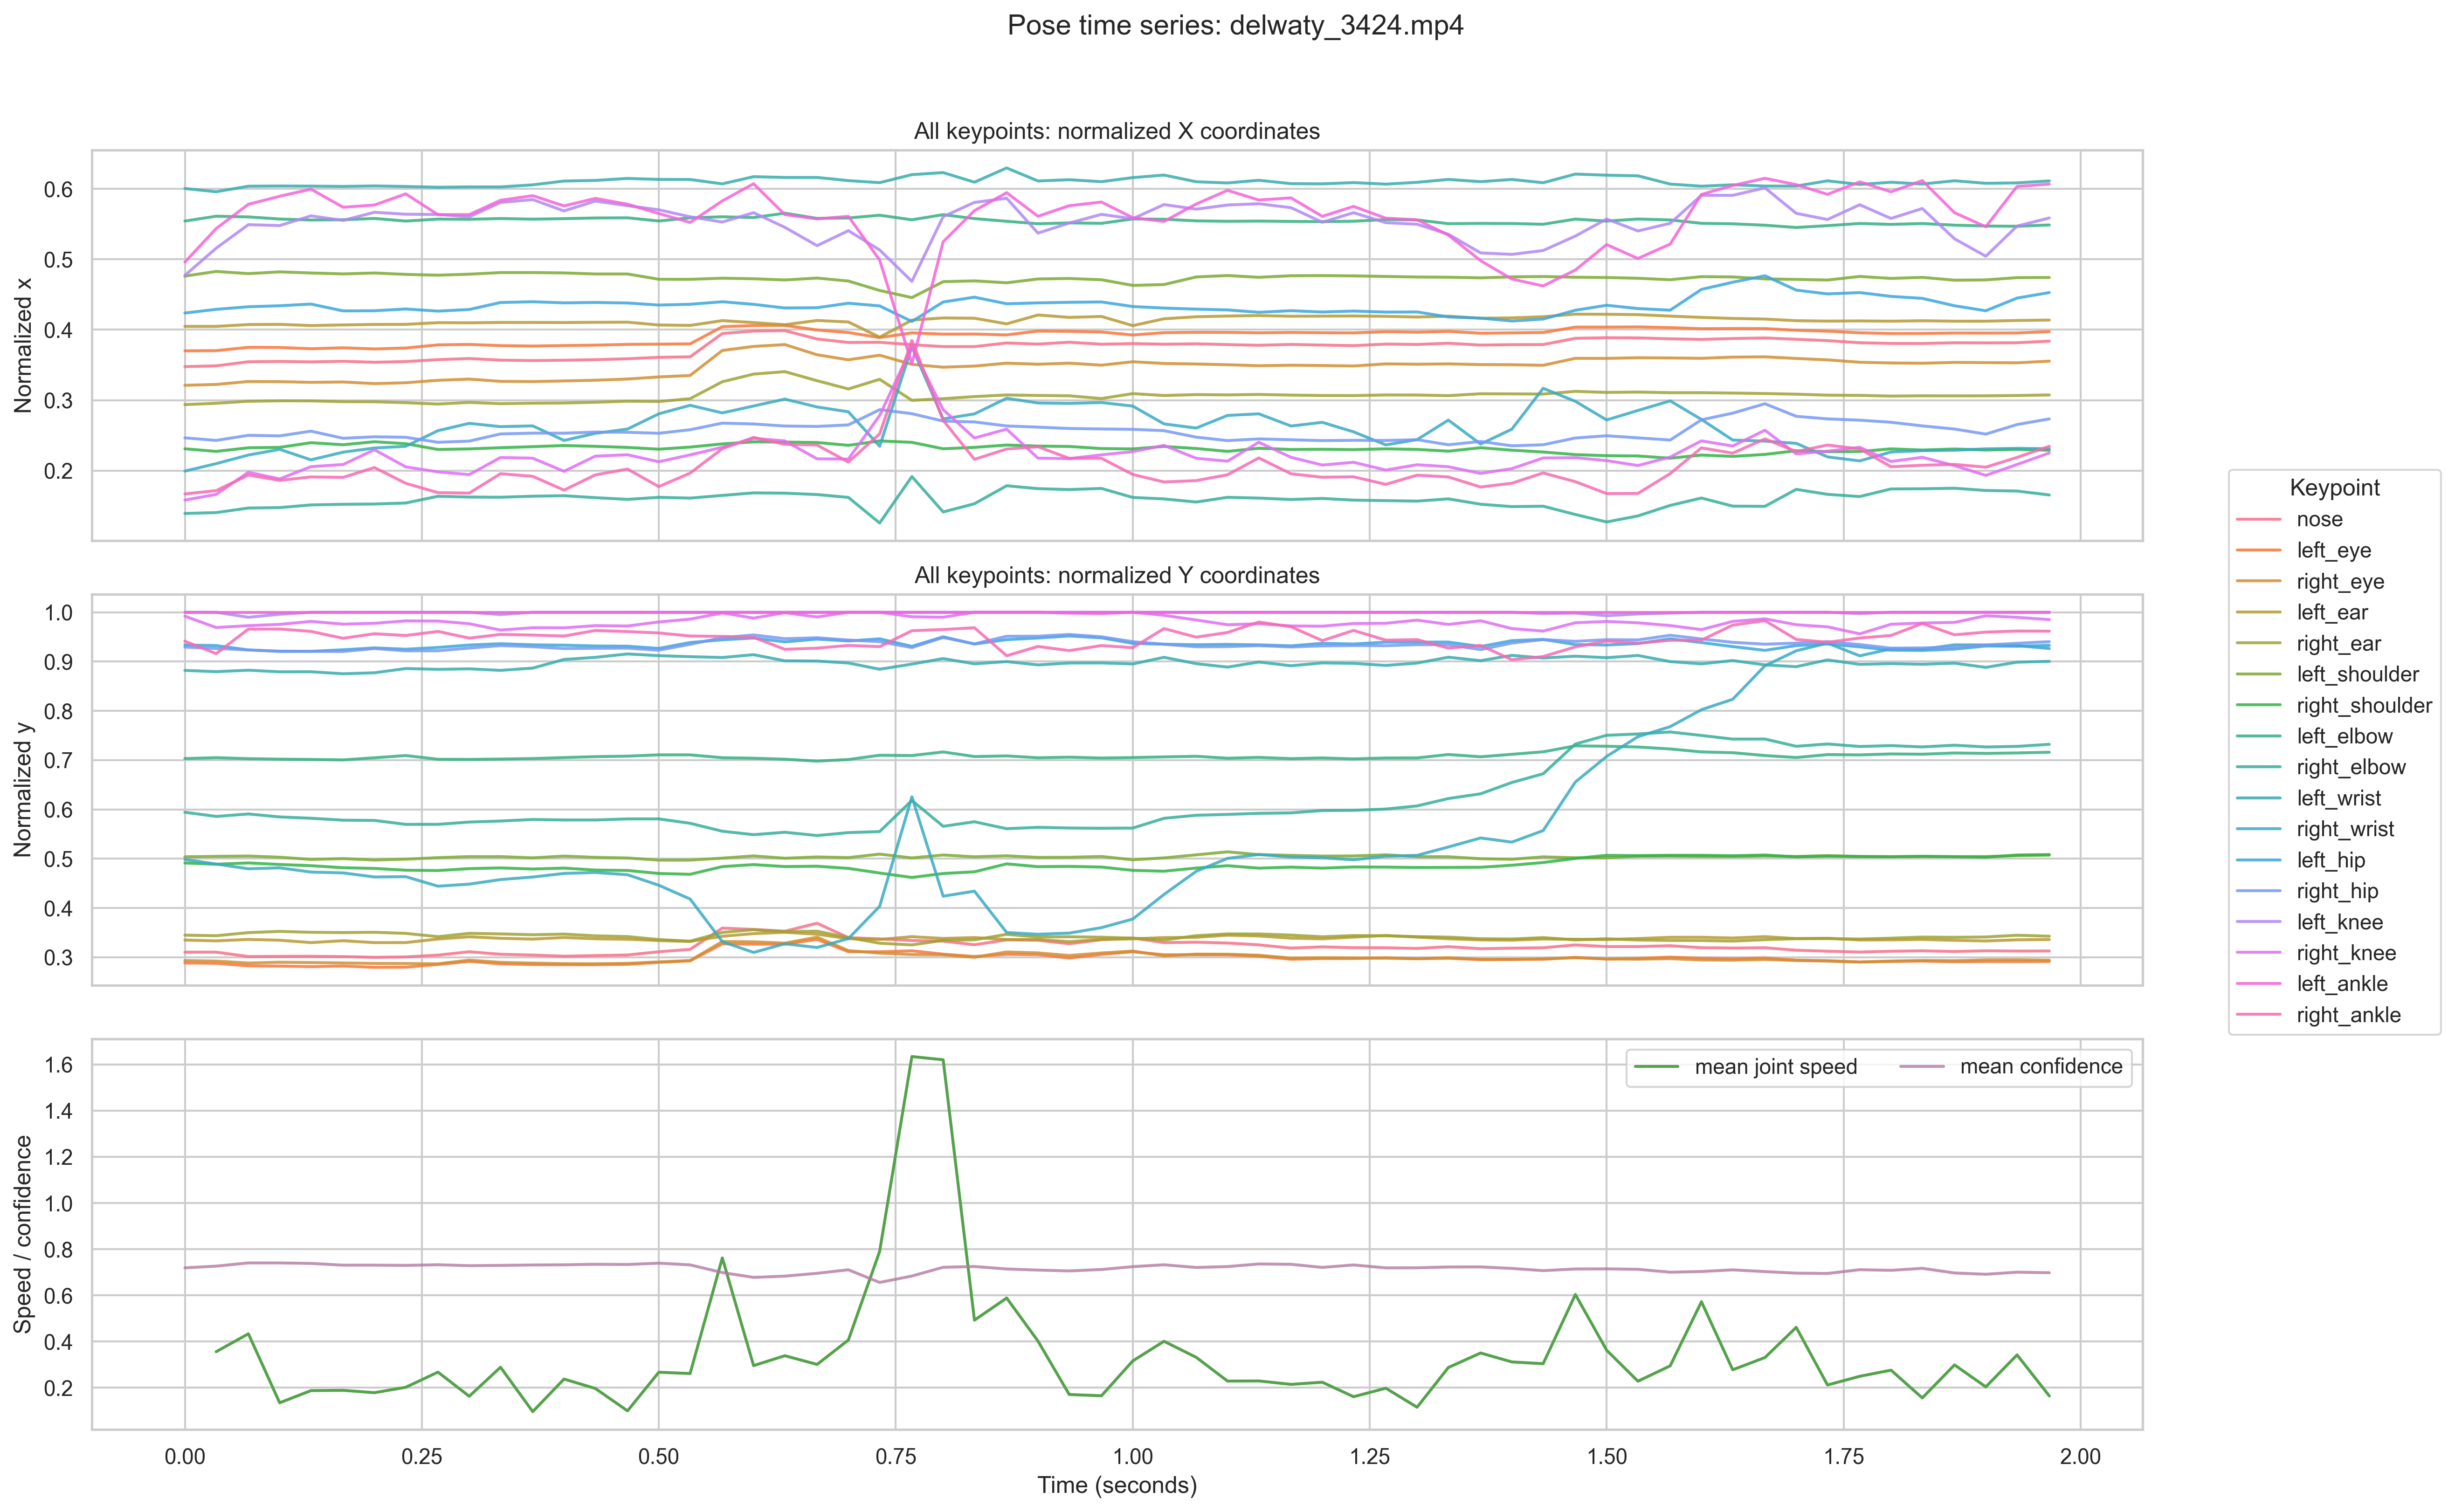 Pose time series: delwaty_3424.mp4
All keypoints: normalized X coordinates
Normalized x
0.6
0.5
0.4
0.3
0.2
All keypoints: normalized Y coordinates
Normalized y
1.0
0.9
0.8
0.7
0.6
0.5
0.4
0.3
Keypoint
nose
left_eye
right_eye
left_ear
right_ear
left_shoulder
right_shoulder
left_elbow
right_elbow
left_wrist
right_wrist
left_hip
right_hip
left_knee
right_knee
left_ankle
right_ankle
Speed / confidence
1.6
1.4
1.2
1.0
0.8
0.6
0.4
0.2
mean joint speed mean confidence
0.00 0.25 0.50 0.75 1.00 1.25 1.50 1.75 2.00
Time (seconds)